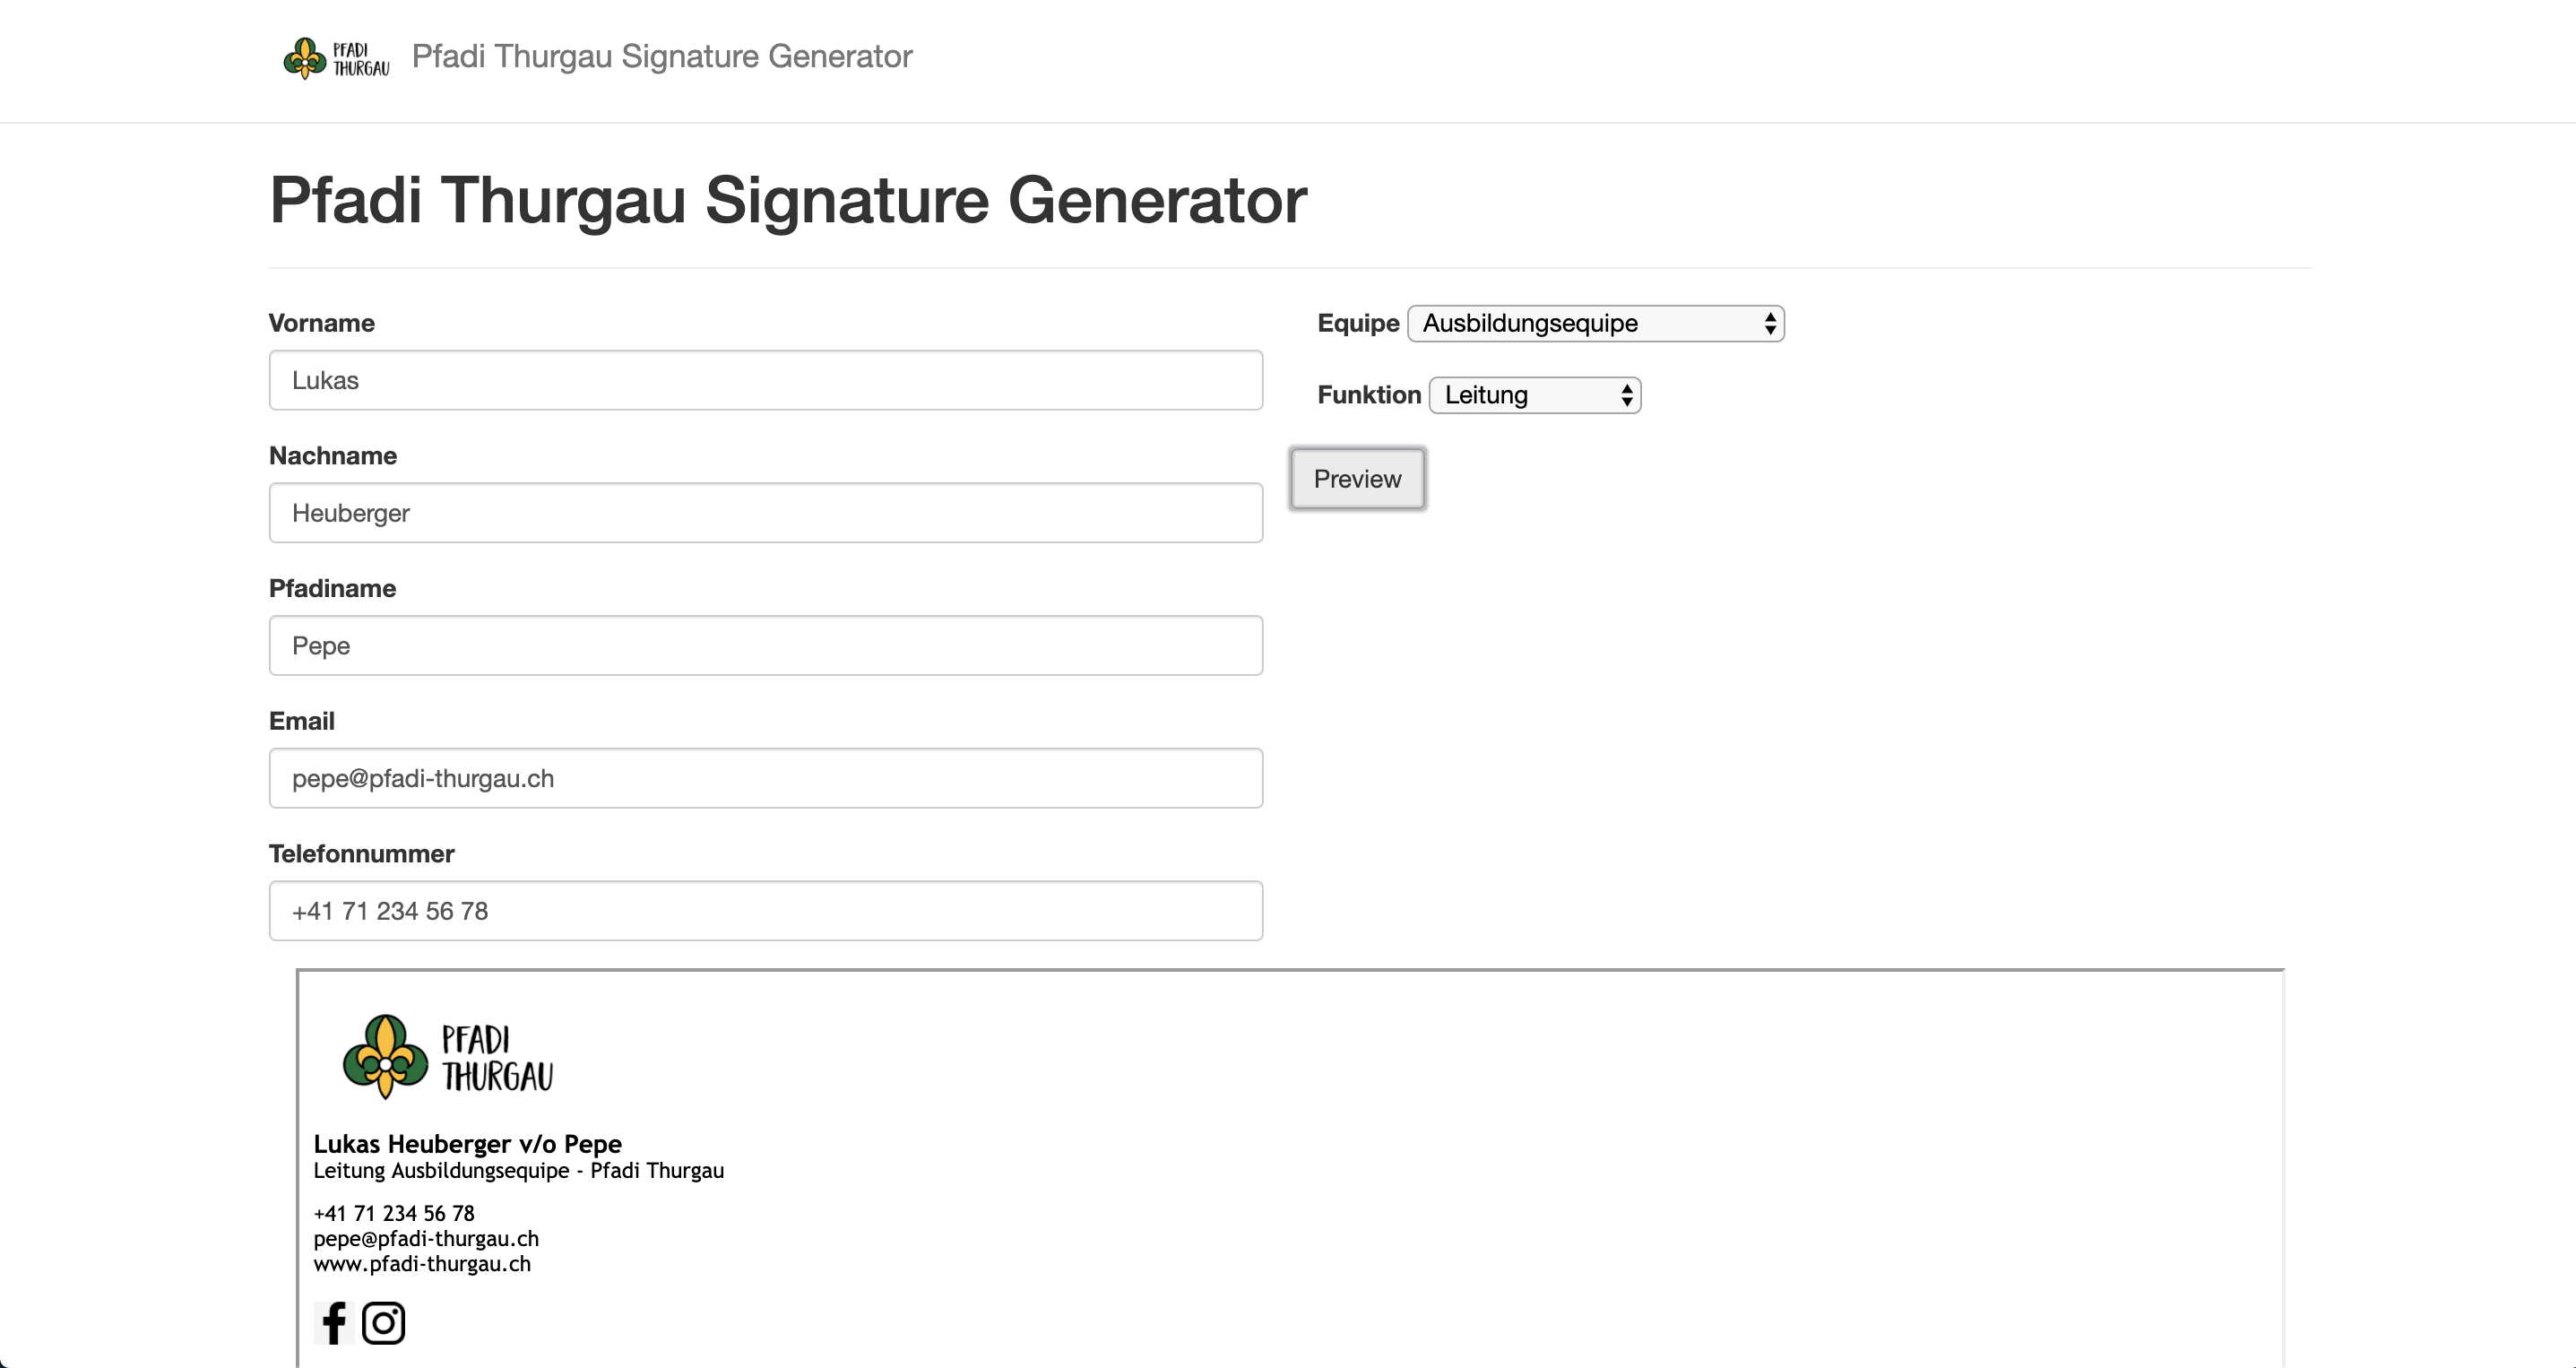 PFADI
THURGAU
Pfadi Thurgau Signature Generator
Pfadi Thurgau Signature Generator
Vorname
Lukas
Nachname
Heuberger
Pfadiname
Pepe
Email
pepe@pfadi-thurgau.ch
Telefonnummer
+41 71 234 56 78
Equipe Ausbildungsequipe
Funktion Leitung
Preview
PFADI
THURGAU
Lukas Heuberger v/o Pepe
Leitung Ausbildungsequipe - Pfadi Thurgau
+41 71 234 56 78
pepe@pfadi-thurgau.ch
www.pfadi-thurgau.ch